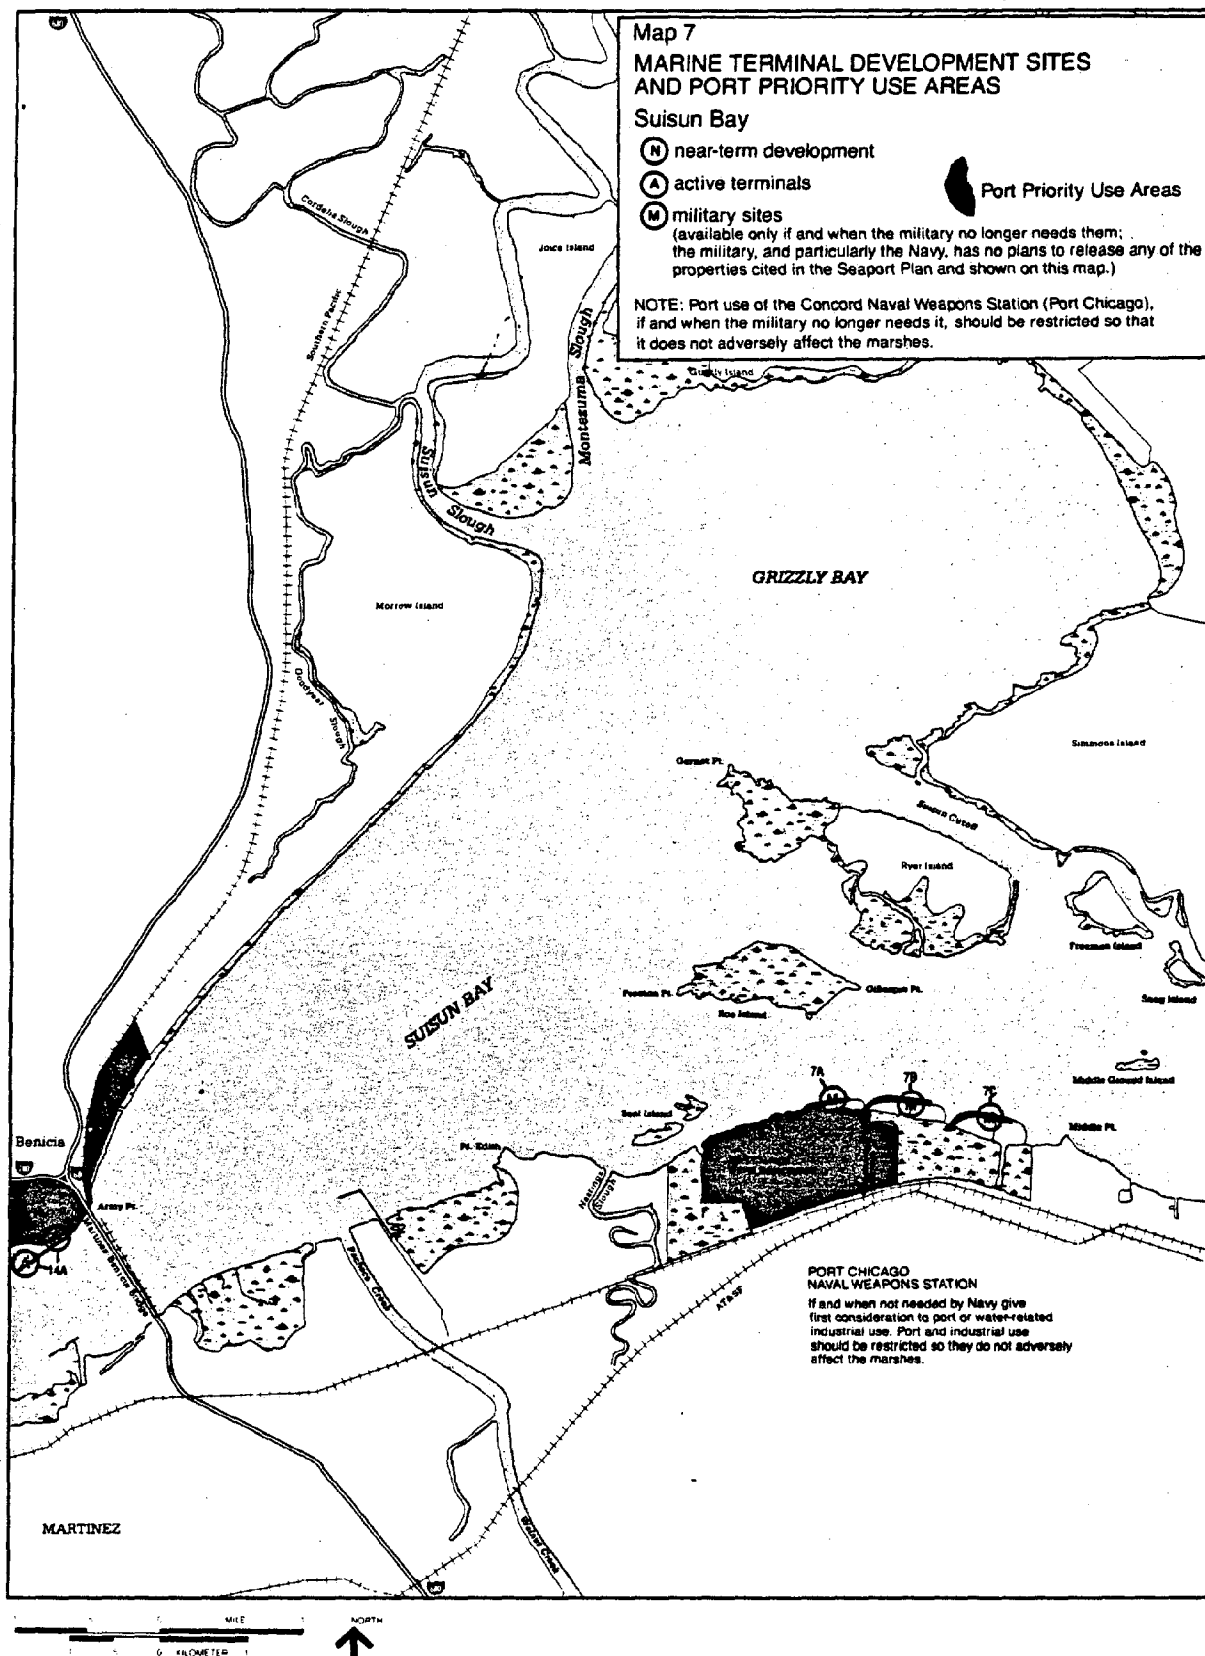 Map 7
MARINE TERMINAL DEVELOPMENT SITES
AND PORT PRIORITY USE AREAS
Suisun Bay
N near-term development
A active terminals
Port Priority Use Areas
M military sites
(available only if and when the military no longer needs them;
the military, and particularly the Navy, has no plans to release any of the
properties cited in the Seaport Plan and shown on this map.)
NOTE: Port use of the Concord Naval Weapons Station (Port Chicago),
if and when the military no longer needs it, should be restricted so that
it does not adversely affect the marshes.
Cordelia Slough
Joice Island
Southern Pacific
Montezuma Slough
Grizzly Island
Suisun Slough
GRIZZLY BAY
Morrow Island
Goodyear Slough
Simmons Island
Garnet Pt.
Suisun Cutoff
Ryer Island
Freeman Island
Preston Pt.
Gillespie Pt.
Roe Island
Snag Island
SUISUN BAY
Middle Ground Island
7A
7B
7C
M
Seal Island
Middle Pt.
Benicia
Pt. Edith
Hastings Slough
Army Pt.
A
14A
Martinez Benicia Bridge
Pacheco Creek
AT&SF
PORT CHICAGO
NAVAL WEAPONS STATION
If and when not needed by Navy give
first consideration to port or water-related
industrial use. Port and industrial use
should be restricted so they do not adversely
affect the marshes.
MARTINEZ
Walnut Creek
MILE
NORTH
0 KILOMETER 1